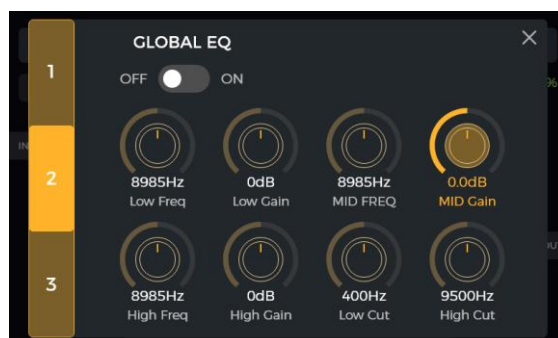 GLOBAL EQ
OFF ON
1
2
3
8985Hz 0dB 8985Hz 0.0dB
Low Freq Low Gain MID FREQ MID Gain
8985Hz 0dB 400Hz 9500Hz
High Freq High Gain Low Cut High Cut
IN
%